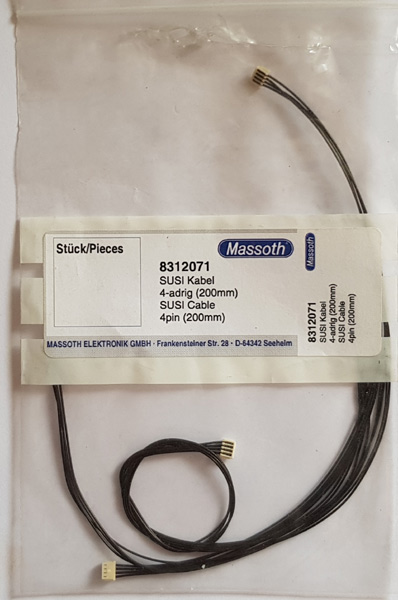 Stück/Pieces
Massoth
8312071
SUSI Kabel
4-adrig (200mm)
SUSI Cable
4pin (200mm)
MASSOTH ELEKTRONIK GMBH · Frankensteiner Str. 28 · D-64342 Seeheim
Massoth
8312071
SUSI Kabel
4-adrig (200mm)
SUSI Cable
4pin (200mm)